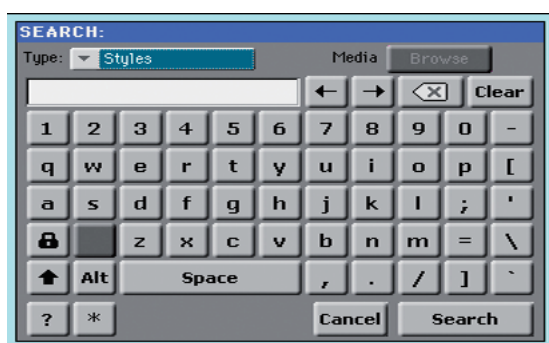 SEARCH:
Type: Styles Media Browse
Clear
1 2 3 4 5 6 7 8 9 0 -
q w e r t y u i o p [
a s d f g h j k l ; '
z x c v b n m = \
Alt Space , . / ] `
? * Cancel Search